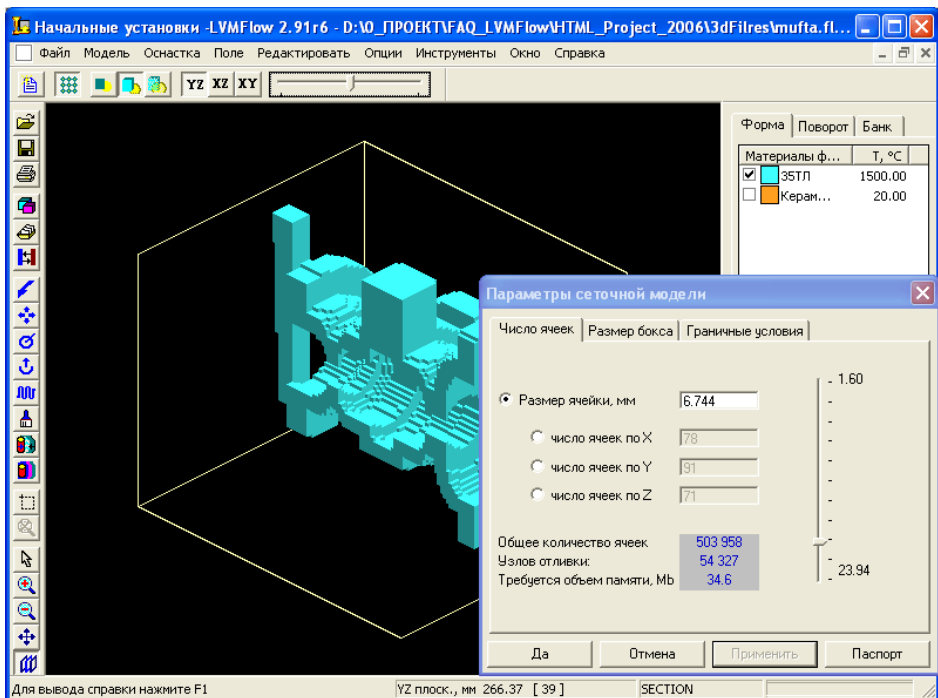 Начальные установки -LVMFlow 2.91r6 - D:\0_ПРОЕКТ\FAQ_LVMFlow\HTML_Project_2006\3dFilres\mufta.fl...
Файл Модель Оснастка Поле Редактировать Опции Инструменты Окно Справка
YZ XZ XY
Форма Поворот Банк
Материалы ф... T, °C
35ТЛ 1500.00
Керам... 20.00
Параметры сеточной модели
Число ячеек Размер бокса Граничные условия
1.60
Размер ячейки, мм 6.744
число ячеек по X 78
число ячеек по Y 91
число ячеек по Z 71
Общее количество ячеек 503 958
Узлов отливки: 54 327
23.94
Требуется объем памяти, Mb 34.6
Да Отмена Применить Паспорт
Для вывода справки нажмите F1 YZ плоск., мм 266.37 [ 39 ] SECTION